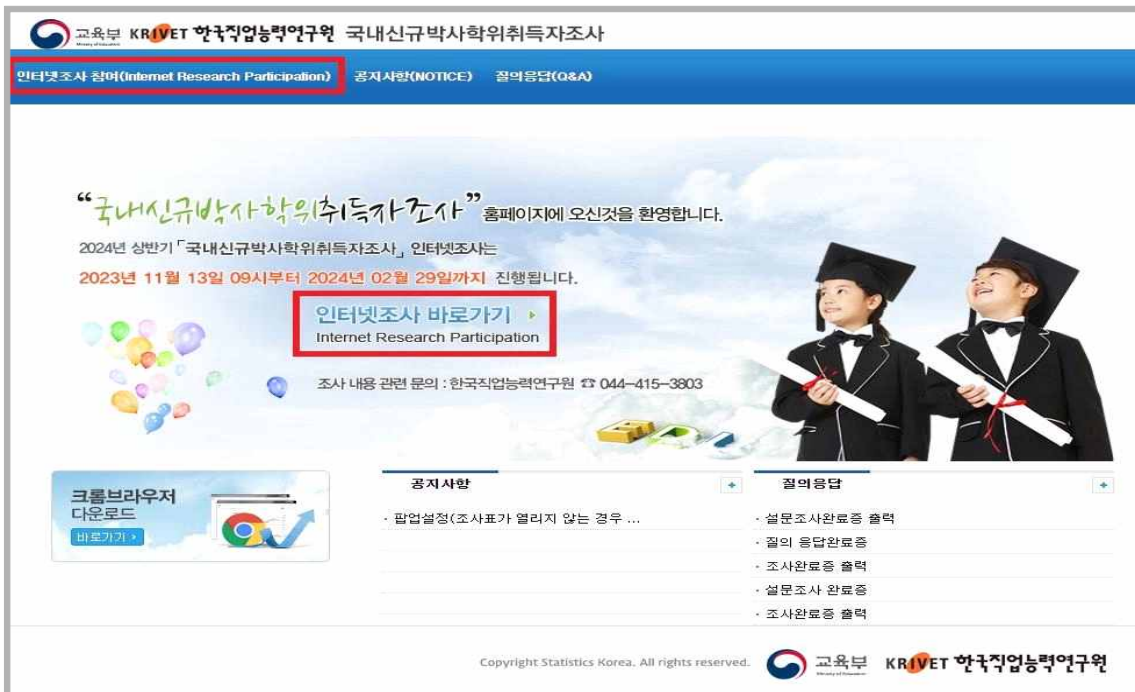 교육부 KRIVET 한국직업능력연구원 국내신규박사학위취득자조사
Ministry of Education
인터넷조사 참여(Internet Research Participation) 공지사항(NOTICE) 질의응답(Q&A)
“국내신규박사학위취득자조사” 홈페이지에 오신것을 환영합니다.
2024년 상반기 「국내신규박사학위취득자조사」 인터넷조사는
2023년 11월 13일 09시부터 2024년 02월 29일까지 진행됩니다.
인터넷조사 바로가기
Internet Research Participation
조사 내용 관련 문의 : 한국직업능력연구원 ☎ 044-415-3803
크롬브라우저
다운로드
바로가기
공지사항 +
· 팝업설정(조사표가 열리지 않는 경우 ...
질의응답 +
· 설문조사완료증 출력
· 질의 응답완료증
· 조사완료증 출력
· 설문조사 완료증
· 조사완료증 출력
Copyright Statistics Korea. All rights reserved. 교육부 KRIVET 한국직업능력연구원
Ministry of Education